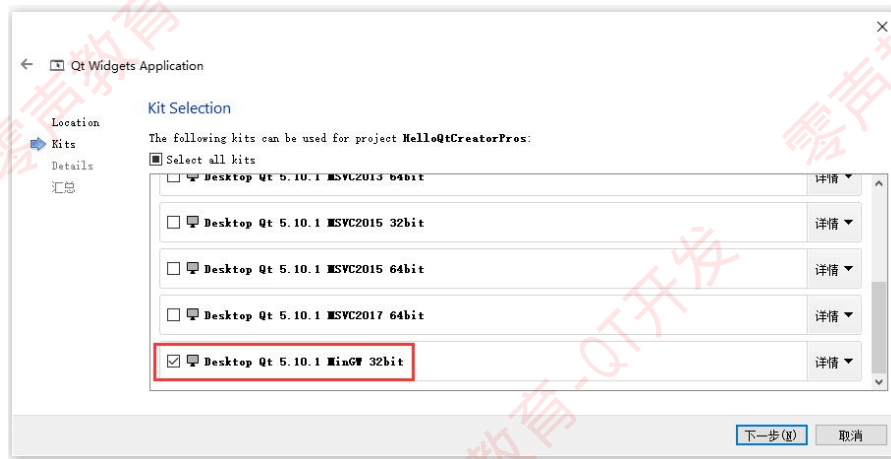 Qt Widgets Application
Kit Selection
Location
Kits
Details
汇总
The following kits can be used for project HelloQtCreatorPros:
Select all kits
Desktop Qt 5.10.1 MSVC2013 64bit 详情
Desktop Qt 5.10.1 MSVC2015 32bit 详情
Desktop Qt 5.10.1 MSVC2015 64bit 详情
Desktop Qt 5.10.1 MSVC2017 64bit 详情
Desktop Qt 5.10.1 MinGW 32bit 详情
下一步(N) 取消
零声教育
零声教
教育-QT开发